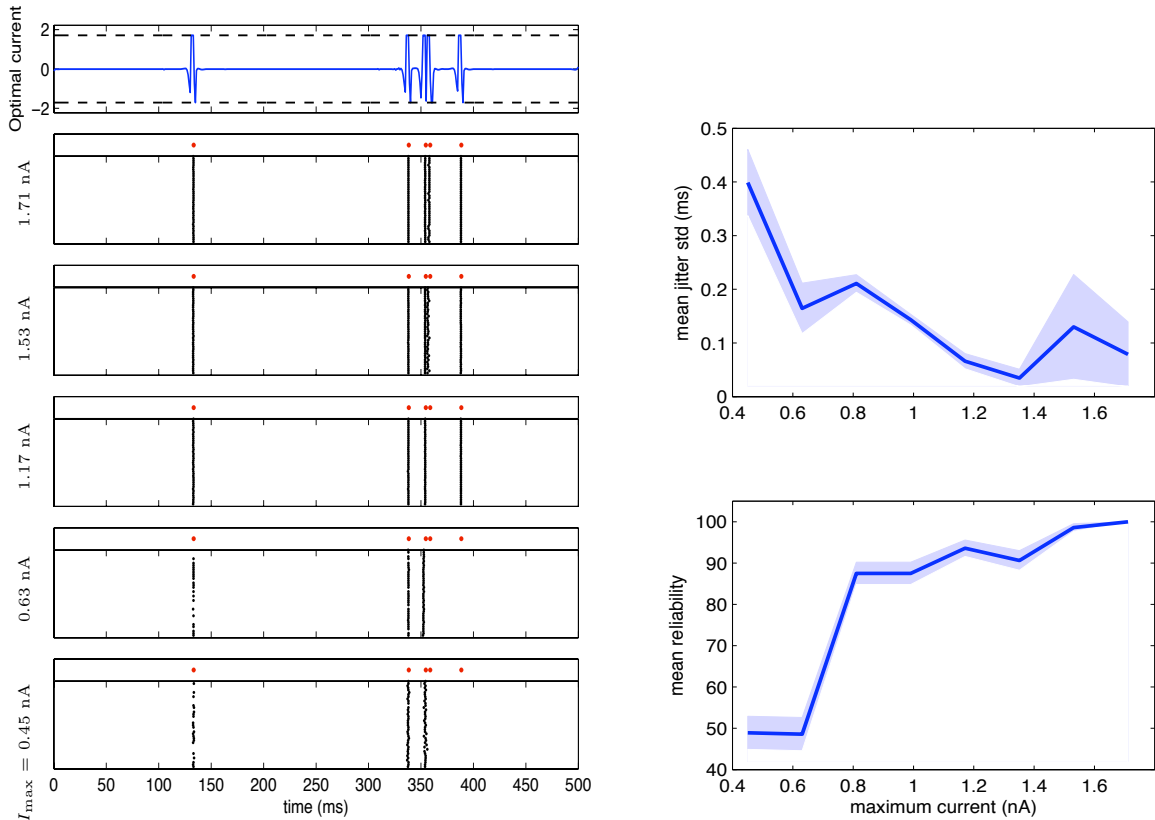 Optimal current
2
0
−2
1.71 nA
1.53 nA
1.17 nA
0.63 nA
I_max = 0.45 nA
0 50 100 150 200 250 300 350 400 450 500
time (ms)
mean jitter std (ms)
0.5
0.4
0.3
0.2
0.1
0
0.4 0.6 0.8 1 1.2 1.4 1.6
mean reliability
100
90
80
70
60
50
40
0.4 0.6 0.8 1 1.2 1.4 1.6
maximum current (nA)